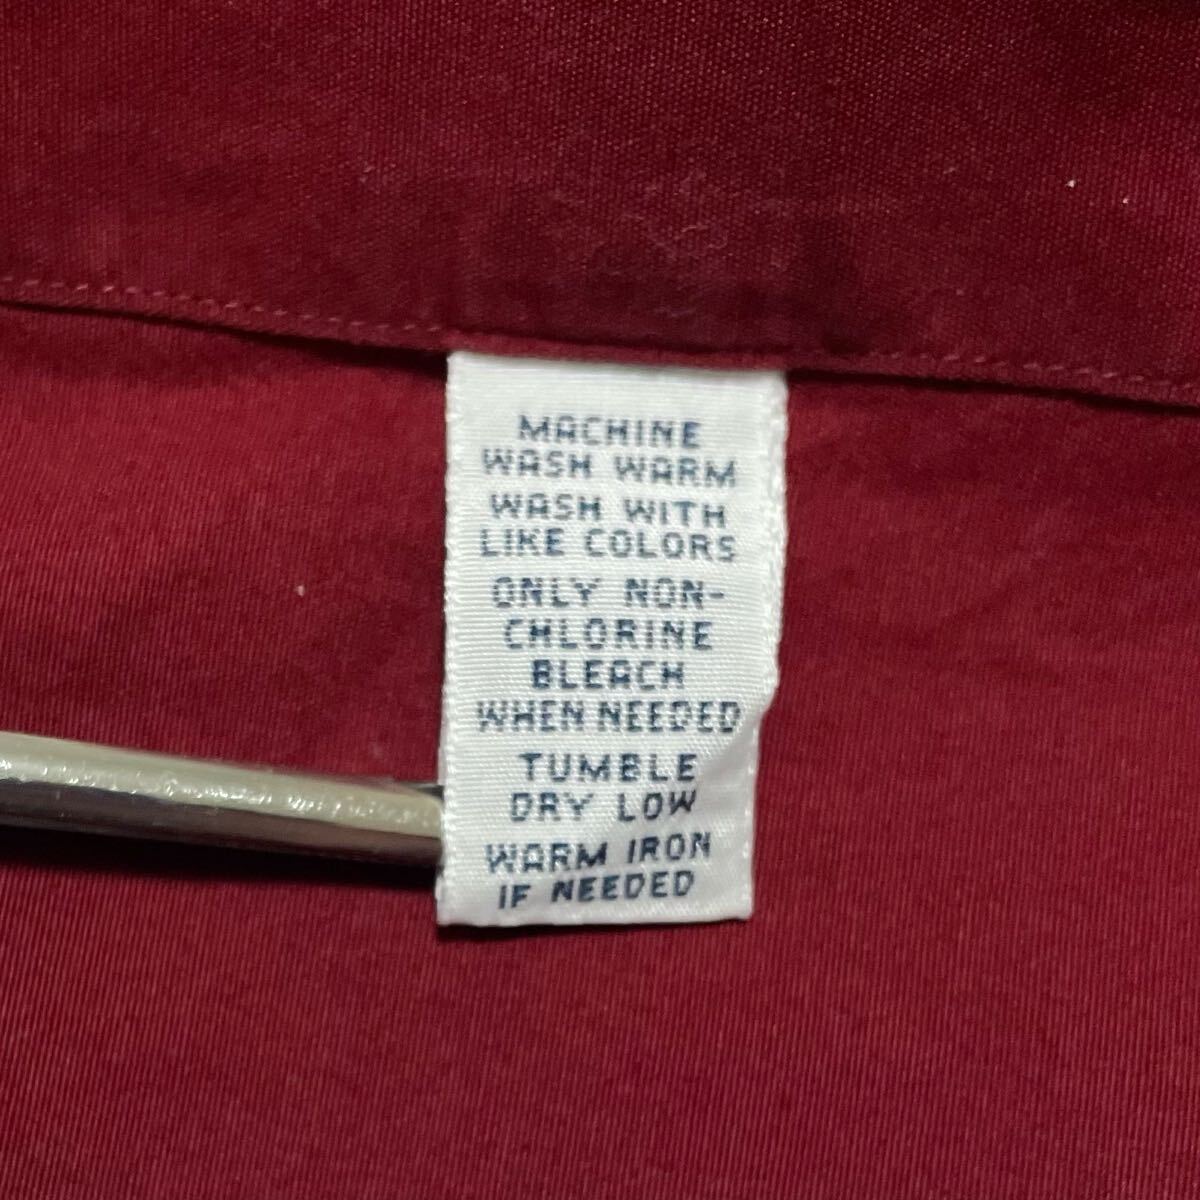 MACHINE
WASH WARM
WASH WITH
LIKE COLORS
ONLY NON-
CHLORINE
BLEACH
WHEN NEEDED
TUMBLE
DRY LOW
WARM IRON
IF NEEDED